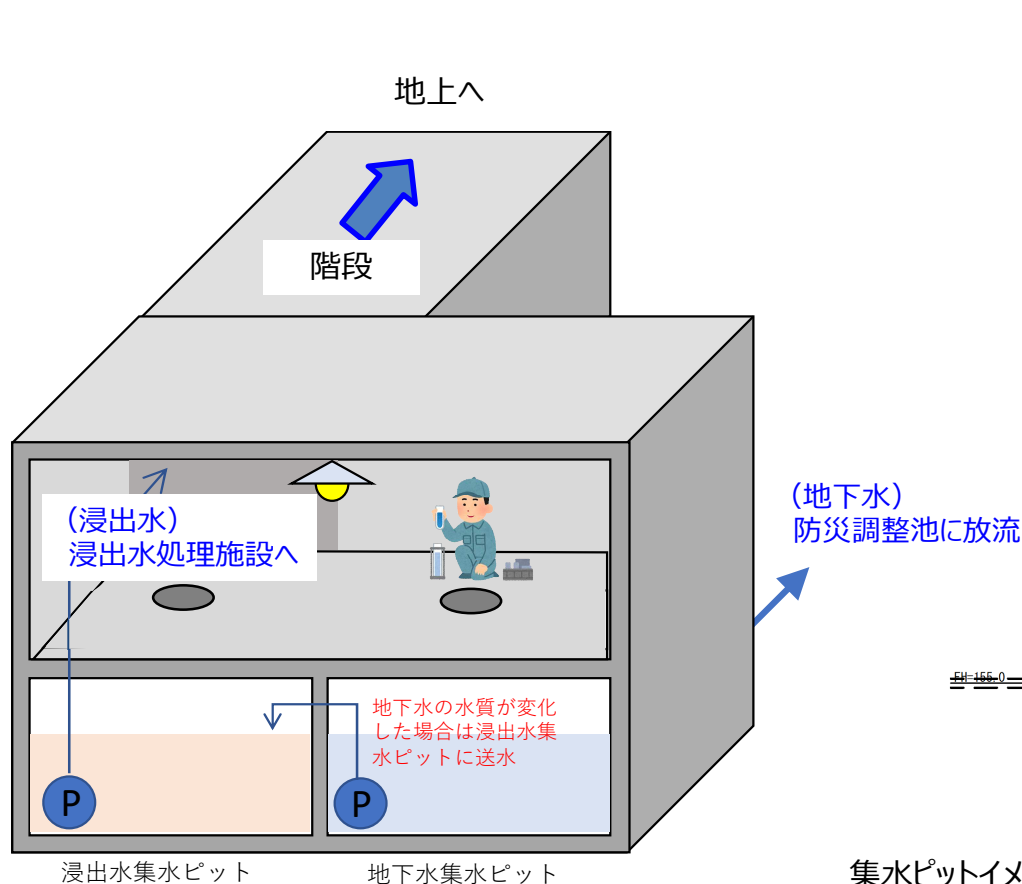 地上へ
階段
（浸出水）
浸出水処理施設へ
（地下水）
防災調整池に放流
地下水の水質が変化
した場合は浸出水集
水ピットに送水
FH=155.0
P
P
浸出水集水ピット
地下水集水ピット
集水ピットイメ